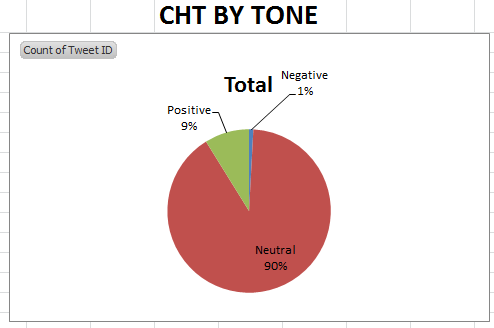 CHT BY TONE
Count of Tweet ID
Total
Negative
1%
Positive
9%
Neutral
90%